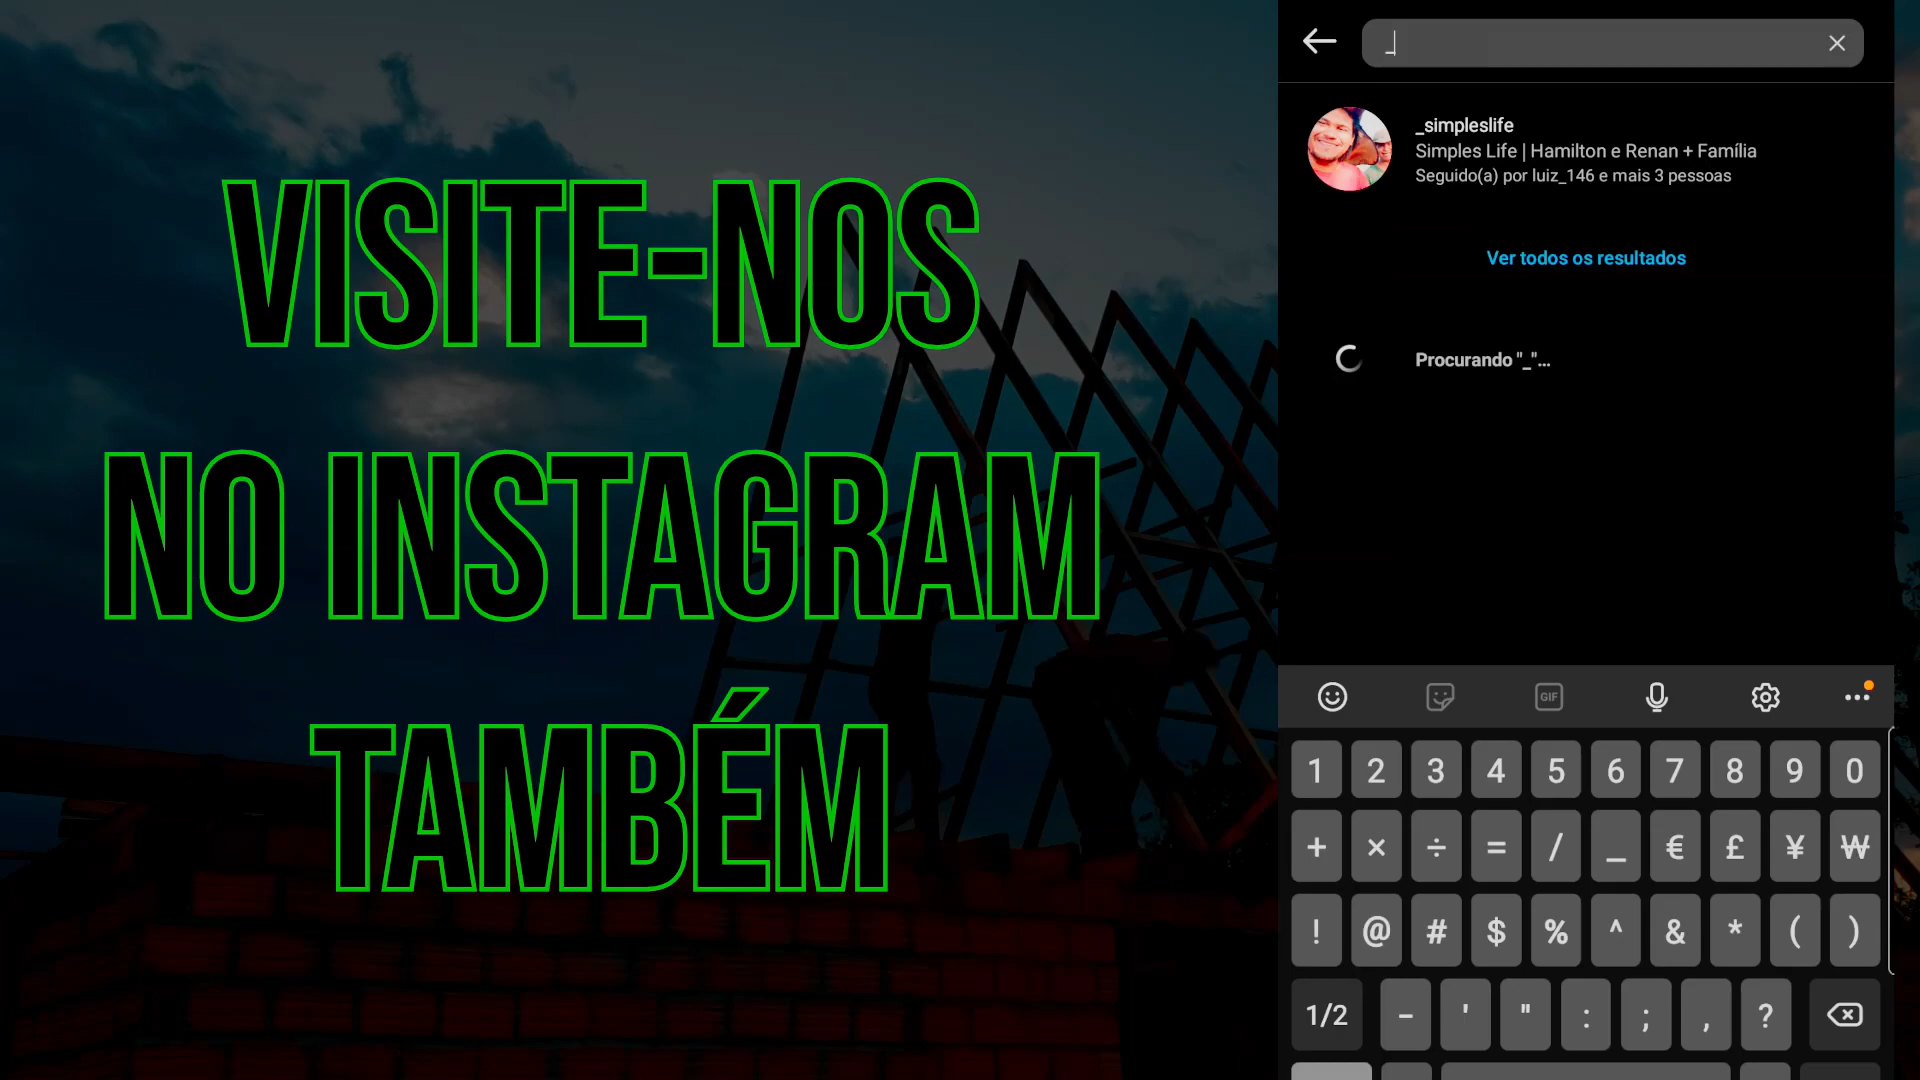 VISITE-NOS
NO INSTAGRAM
TAMBÉM
_
_simpleslife
Simples Life | Hamilton e Renan + Família
Seguido(a) por luiz_146 e mais 3 pessoas
Ver todos os resultados
Procurando "_"...
GIF
1 2 3 4 5 6 7 8 9 0
+ × ÷ = / _ € £ ¥ ₩
! @ # $ % ^ & * ( )
1/2 - ' " : ; , ?